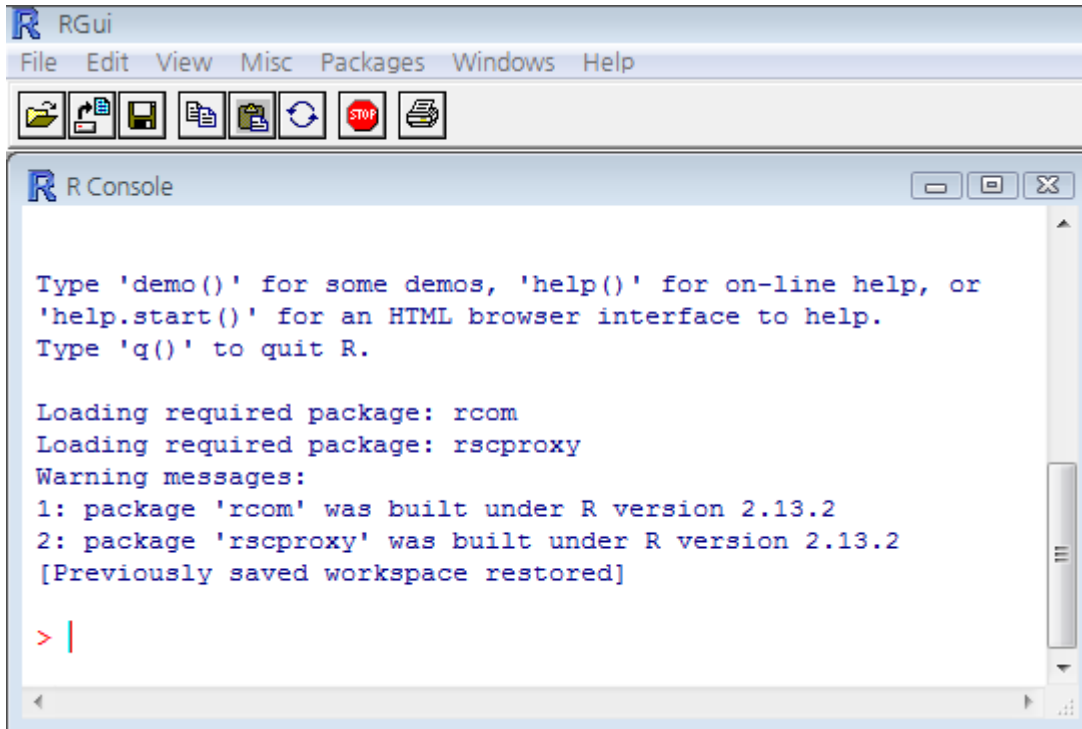 RGui
File Edit View Misc Packages Windows Help
STOP
R Console
Type 'demo()' for some demos, 'help()' for on-line help, or
'help.start()' for an HTML browser interface to help.
Type 'q()' to quit R.
Loading required package: rcom
Loading required package: rscproxy
Warning messages:
1: package 'rcom' was built under R version 2.13.2
2: package 'rscproxy' was built under R version 2.13.2
[Previously saved workspace restored]
>